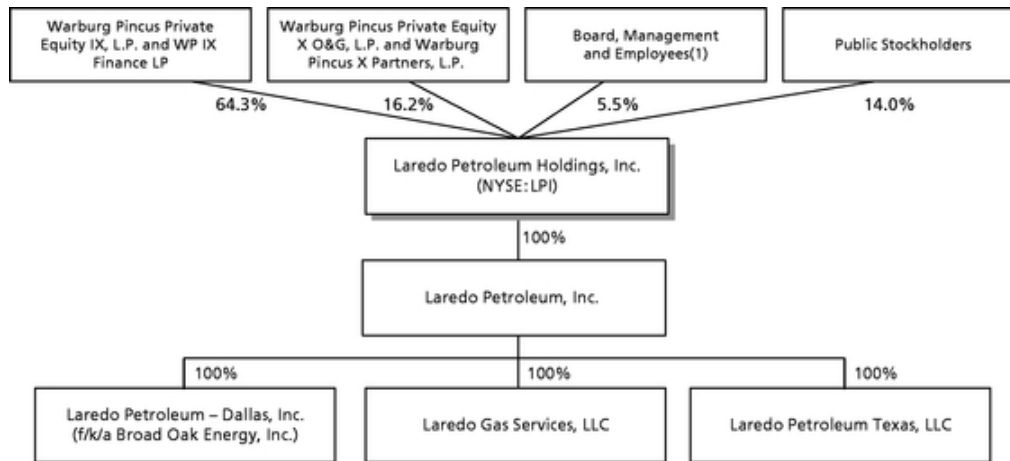 Warburg Pincus Private
Equity IX, L.P. and WP IX
Finance LP
Warburg Pincus Private Equity
X O&G, L.P. and Warburg
Pincus X Partners, L.P.
Board, Management
and Employees(1)
Public Stockholders
64.3%
16.2%
5.5%
14.0%
Laredo Petroleum Holdings, Inc.
(NYSE:LPI)
100%
Laredo Petroleum, Inc.
100%
100%
100%
Laredo Petroleum – Dallas, Inc.
(f/k/a Broad Oak Energy, Inc.)
Laredo Gas Services, LLC
Laredo Petroleum Texas, LLC